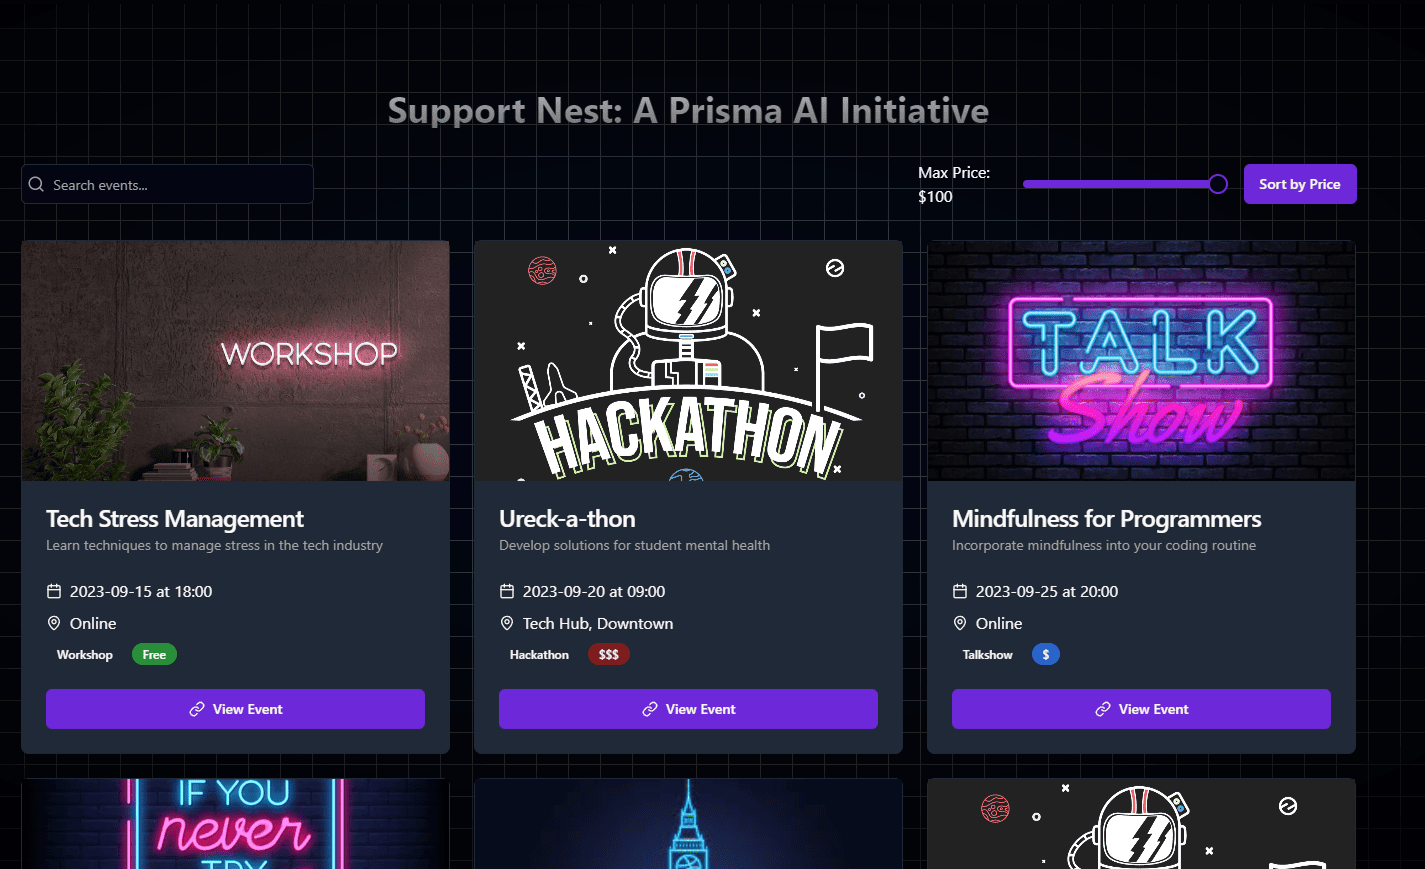 Support Nest: A Prisma AI Initiative
Search events...
Max Price:
$100
Sort by Price
WORKSHOP
HACKATHON
TALK
Show
Tech Stress Management
Learn techniques to manage stress in the tech industry
2023-09-15 at 18:00
Online
Workshop
Free
View Event
Ureck-a-thon
Develop solutions for student mental health
2023-09-20 at 09:00
Tech Hub, Downtown
Hackathon
$$$
View Event
Mindfulness for Programmers
Incorporate mindfulness into your coding routine
2023-09-25 at 20:00
Online
Talkshow
$
View Event
IF YOU
never
TRY